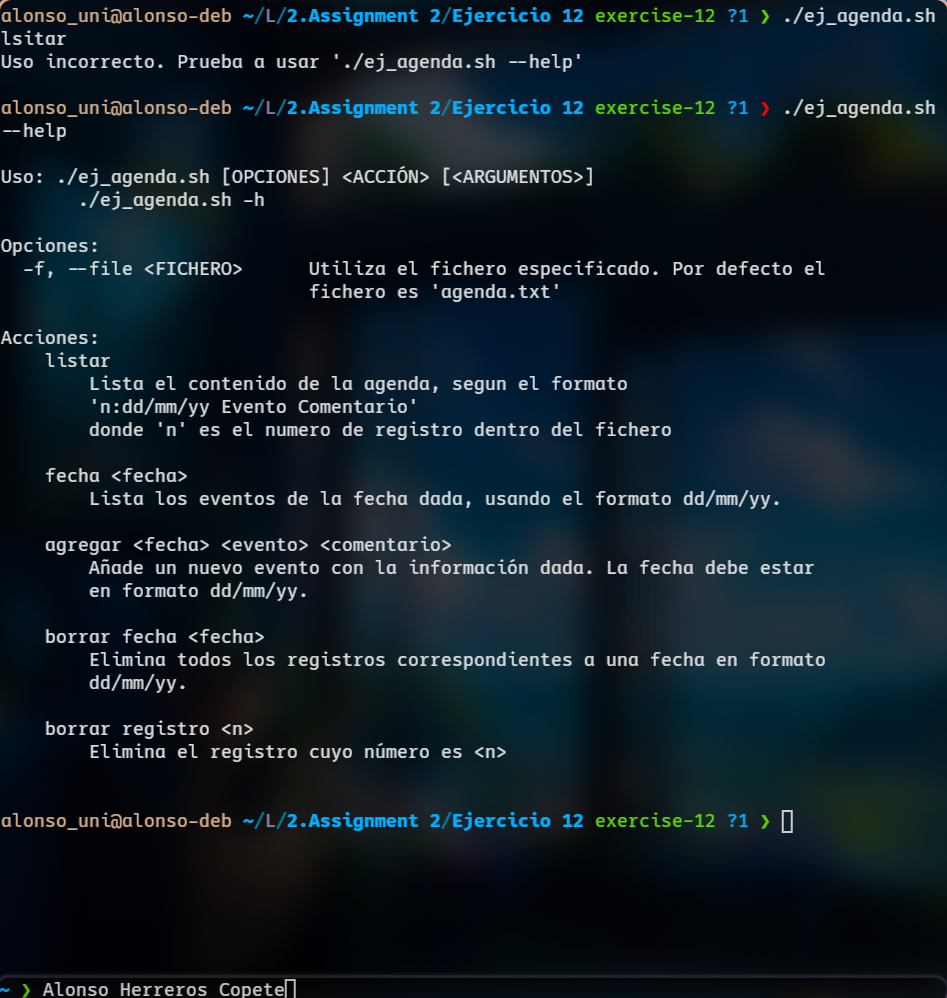 alonso_uni@alonso-deb ~/L/2.Assignment 2/Ejercicio 12 exercise-12 ?1 ❯ ./ej_agenda.sh
lsitar
Uso incorrecto. Prueba a usar './ej_agenda.sh --help'
alonso_uni@alonso-deb ~/L/2.Assignment 2/Ejercicio 12 exercise-12 ?1 ❯ ./ej_agenda.sh
--help
Uso: ./ej_agenda.sh [OPCIONES] <ACCIÓN> [<ARGUMENTOS>]
./ej_agenda.sh -h
Opciones:
-f, --file <FICHERO> Utiliza el fichero especificado. Por defecto el
fichero es 'agenda.txt'
Acciones:
listar
Lista el contenido de la agenda, segun el formato
'n:dd/mm/yy Evento Comentario'
donde 'n' es el numero de registro dentro del fichero
fecha <fecha>
Lista los eventos de la fecha dada, usando el formato dd/mm/yy.
agregar <fecha> <evento> <comentario>
Añade un nuevo evento con la información dada. La fecha debe estar
en formato dd/mm/yy.
borrar fecha <fecha>
Elimina todos los registros correspondientes a una fecha en formato
dd/mm/yy.
borrar registro <n>
Elimina el registro cuyo número es <n>
alonso_uni@alonso-deb ~/L/2.Assignment 2/Ejercicio 12 exercise-12 ?1 ❯
~ ❯ Alonso Herreros Copete